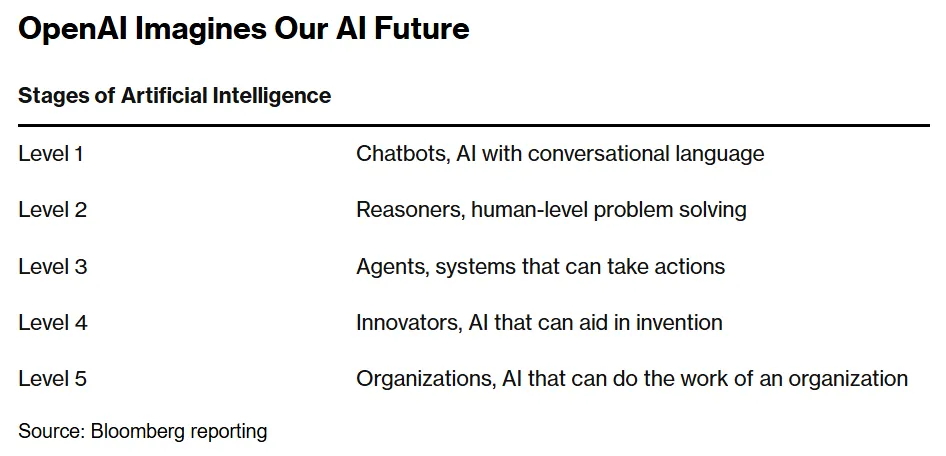 OpenAI Imagines Our AI Future
Stages of Artificial Intelligence
Level 1 Chatbots, AI with conversational language
Level 2 Reasoners, human-level problem solving
Level 3 Agents, systems that can take actions
Level 4 Innovators, AI that can aid in invention
Level 5 Organizations, AI that can do the work of an organization
Source: Bloomberg reporting